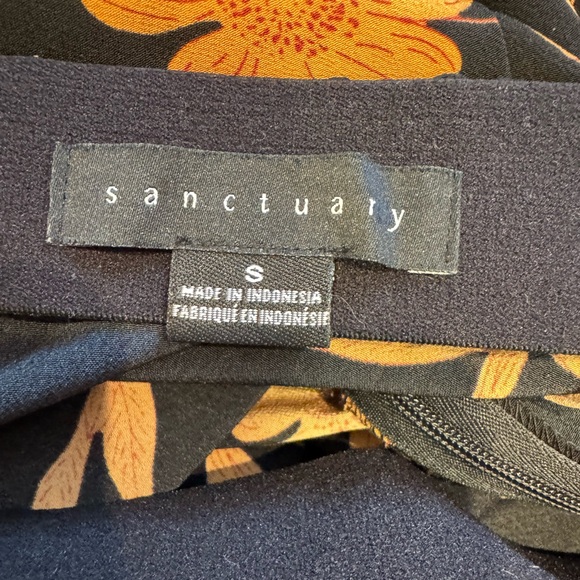 sanctuary
S
MADE IN INDONESIA
FABRIQUÉ EN INDONÉSIE